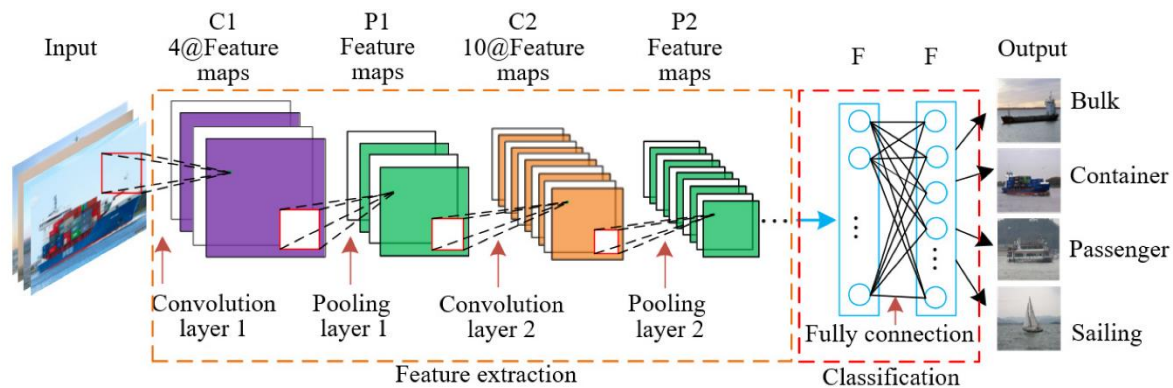 Input
C1
4@Feature
maps
P1
Feature
maps
C2
10@Feature
maps
P2
Feature
maps
F
F
Output
Bulk
Container
Passenger
Sailing
Convolution
layer 1
Pooling
layer 1
Convolution
layer 2
Pooling
layer 2
Fully connection
Feature extraction
Classification